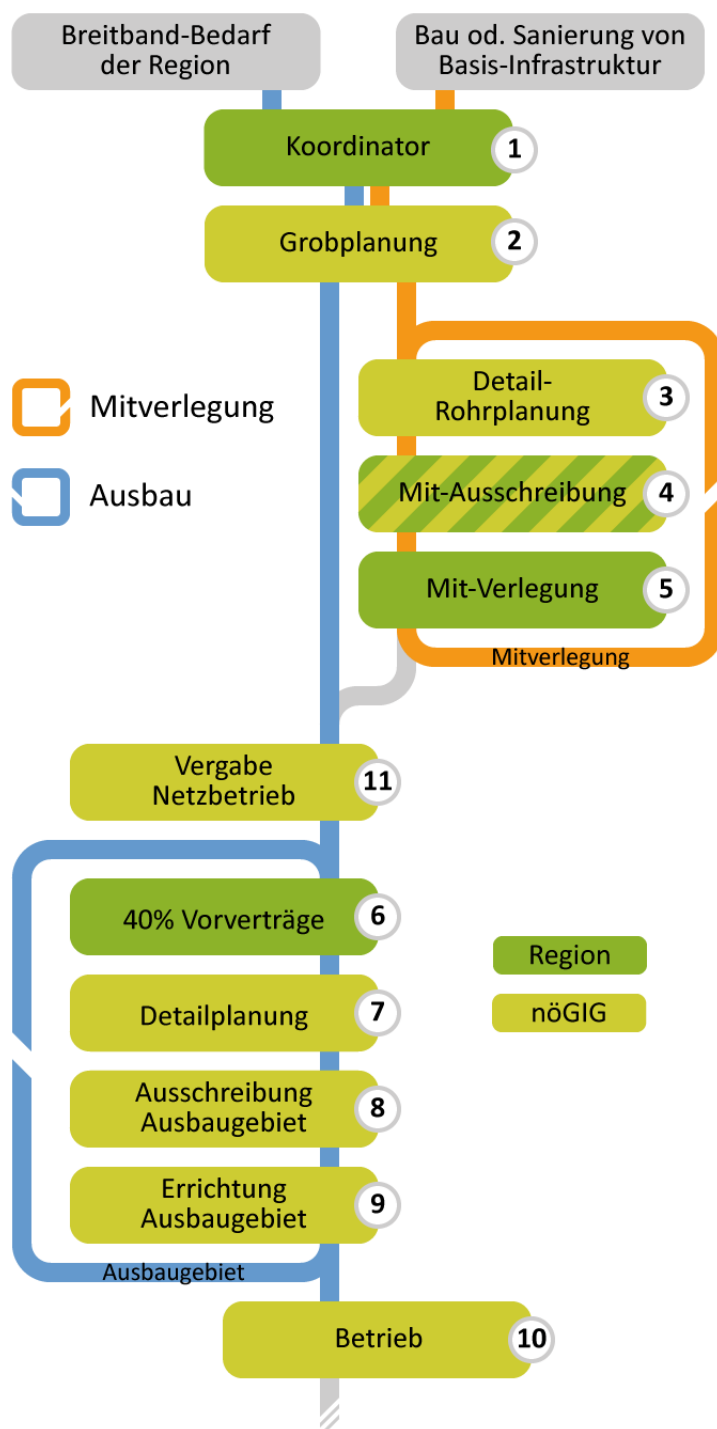 Breitband-Bedarf
der Region
Bau od. Sanierung von
Basis-Infrastruktur
Koordinator
1
Grobplanung
2
Mitverlegung
Ausbau
Detail-
Rohrplanung
3
Mit-Ausschreibung
4
Mit-Verlegung
5
Mitverlegung
Vergabe
Netzbetrieb
11
40% Vorverträge
6
Region
nöGIG
Detailplanung
7
Ausschreibung
Ausbaugebiet
8
Errichtung
Ausbaugebiet
9
Ausbaugebiet
Betrieb
10